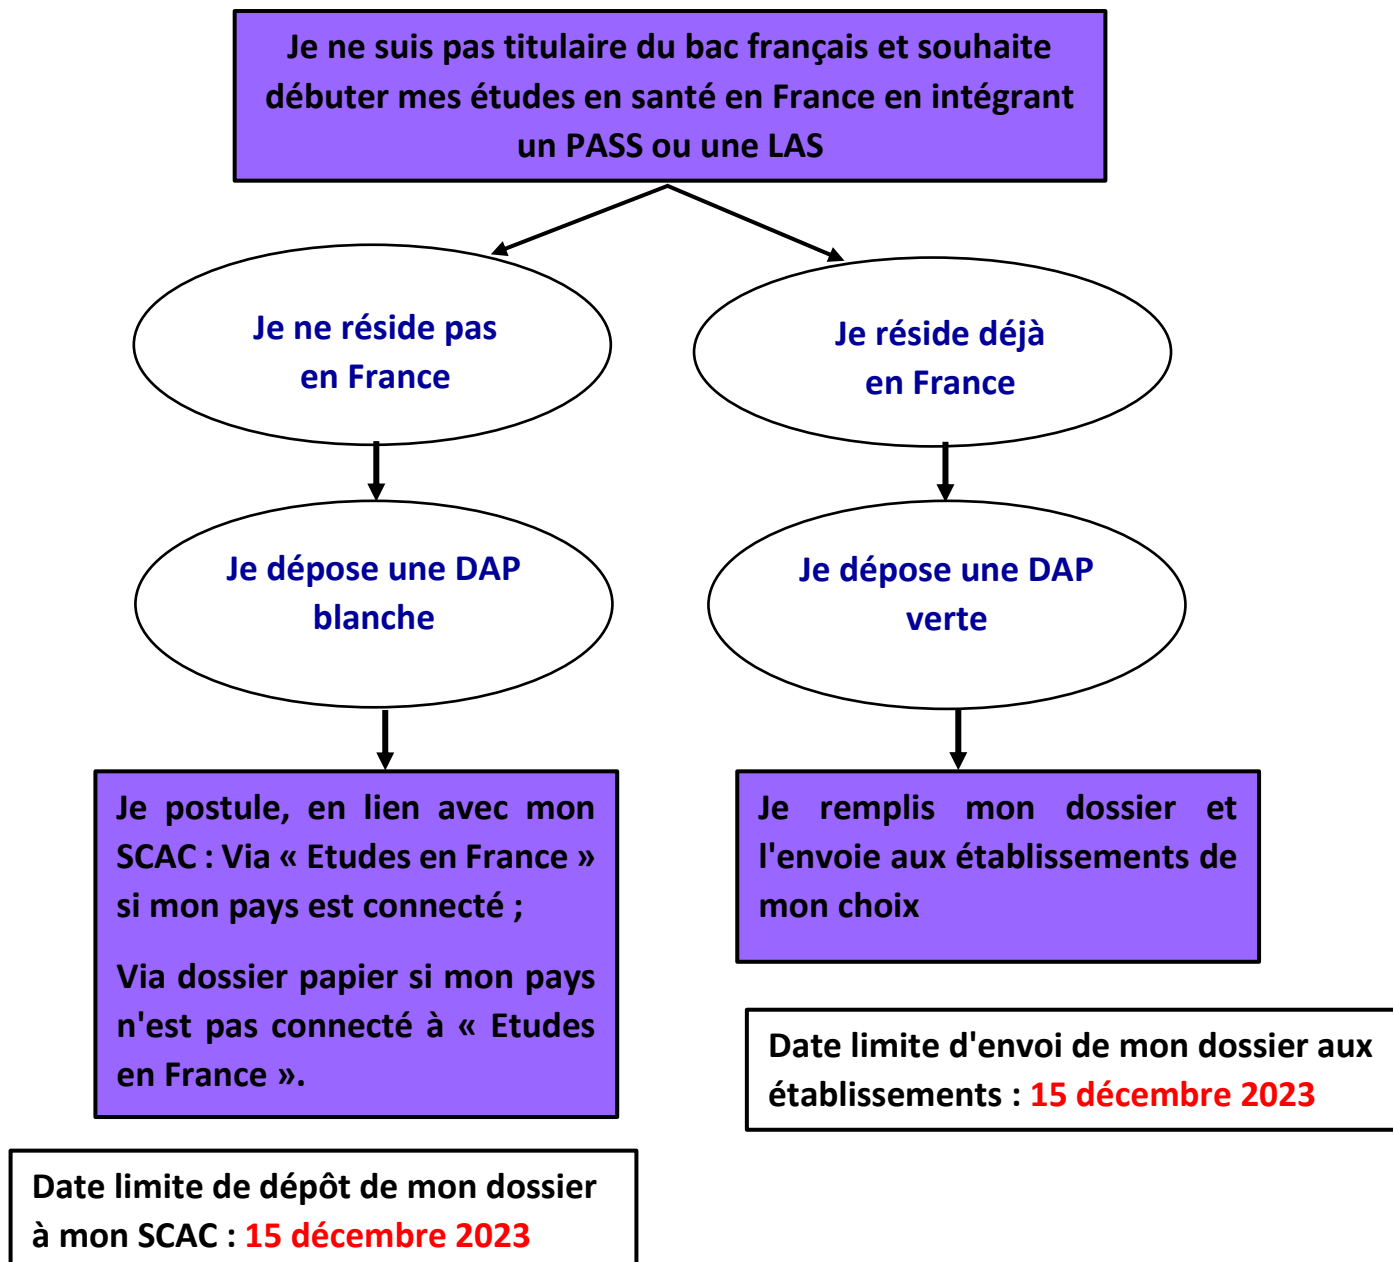 Je ne suis pas titulaire du bac français et souhaite
débuter mes études en santé en France en intégrant
un PASS ou une LAS
Je ne réside pas
en France
Je réside déjà
en France
Je dépose une DAP
blanche
Je dépose une DAP
verte
Je postule, en lien avec mon
SCAC : Via « Etudes en France »
si mon pays est connecté ;
Via dossier papier si mon pays
n'est pas connecté à « Etudes
en France ».
Je remplis mon dossier et
l'envoie aux établissements de
mon choix
Date limite d'envoi de mon dossier aux
établissements : 15 décembre 2023
Date limite de dépôt de mon dossier
à mon SCAC : 15 décembre 2023